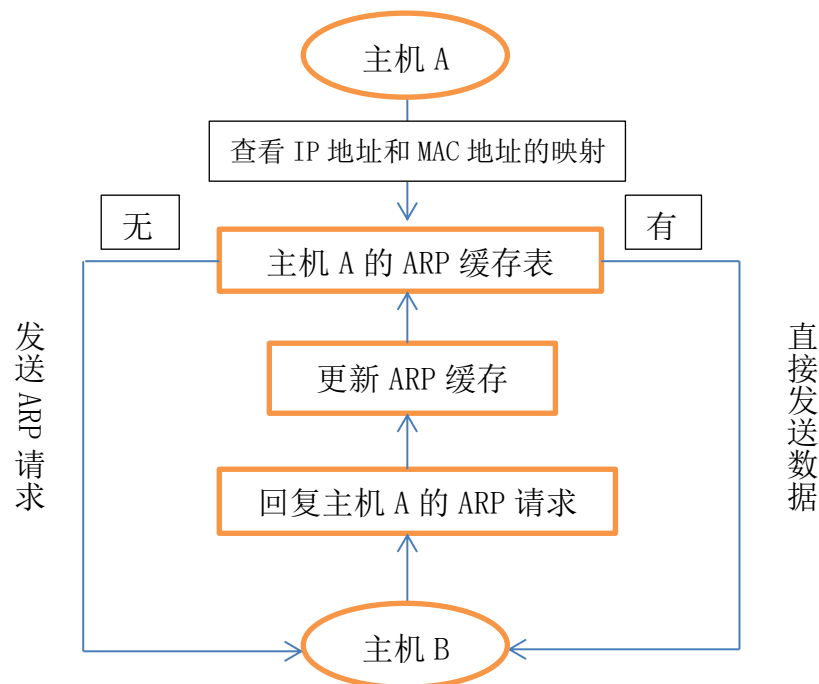 主机 A
查看 IP 地址和 MAC 地址的映射
无
有
主机 A 的 ARP 缓存表
发送 ARP 请求
直接发送数据
更新 ARP 缓存
回复主机 A 的 ARP 请求
主机 B